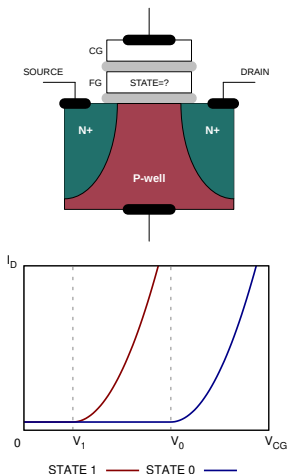 CG
SOURCE DRAIN
FG STATE=?
N+ N+
P-well
I_D
0 V_1 V_0 V_CG
STATE 1 STATE 0